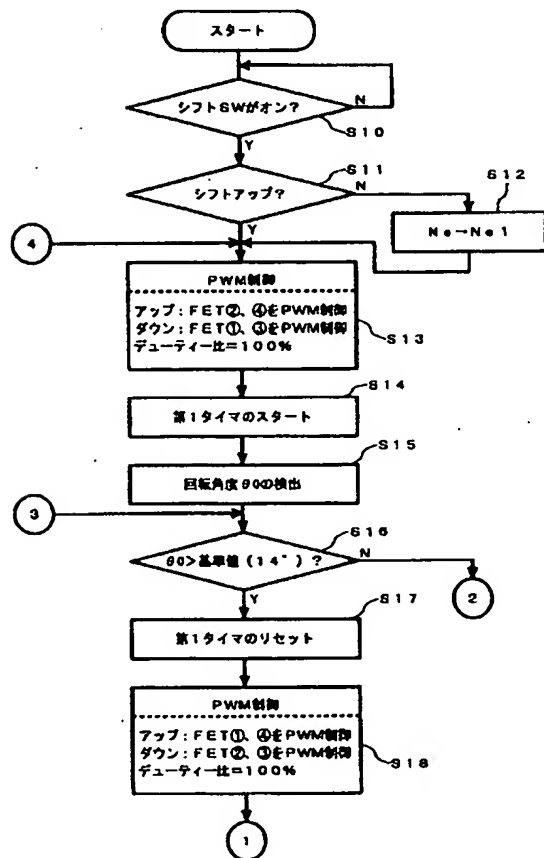 スタート
シフトSWがオン?
N
S10
Y
S11
シフトアップ?
N
S12
Ne→Ne1
Y
4
PWM制御
アップ:FET②、④をPWM制御
ダウン:FET①、③をPWM制御
デューティー比=100%
S13
S14
第1タイマのスタート
S15
回転角度θ0の検出
3
S16
θ0>基準値(14°)?
N
2
Y
S17
第1タイマのリセット
PWM制御
アップ:FET①、④をPWM制御
ダウン:FET②、③をPWM制御
デューティー比=100%
S18
1